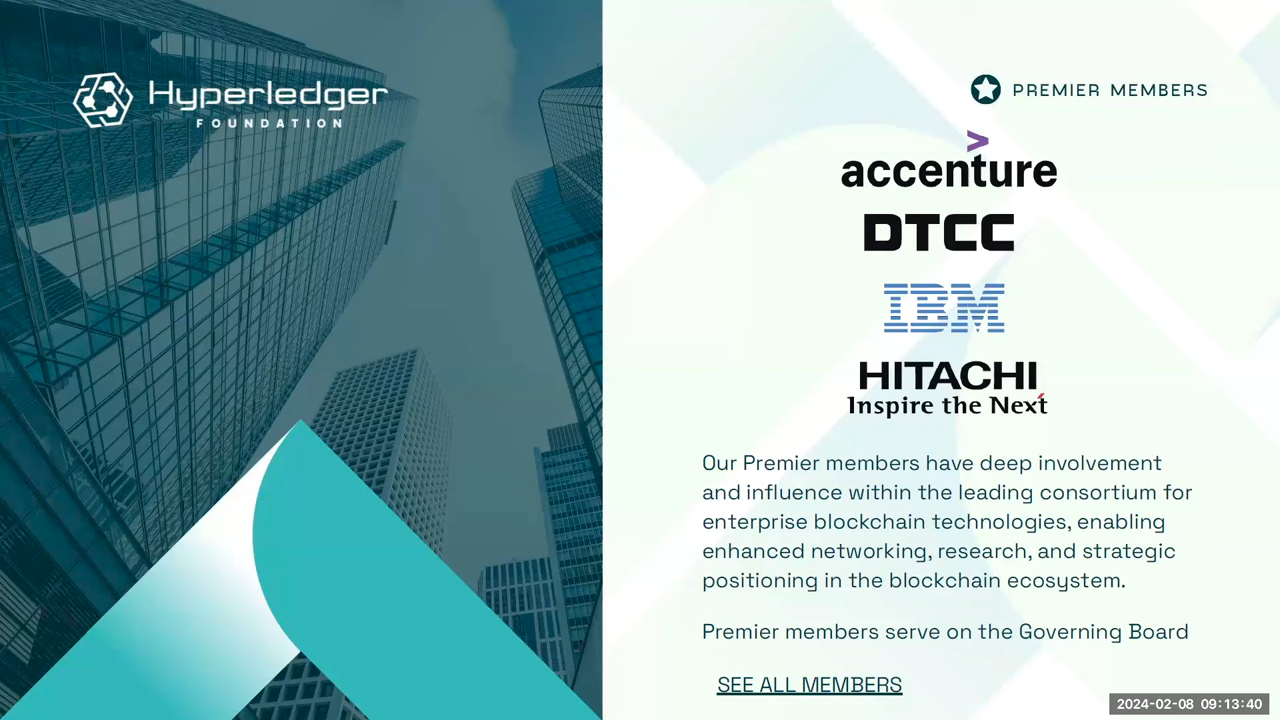 Hyperledger
FOUNDATION
PREMIER MEMBERS
>
accenture
DTCC
IBM
HITACHI
Inspire the Next
Our Premier members have deep involvement
and influence within the leading consortium for
enterprise blockchain technologies, enabling
enhanced networking, research, and strategic
positioning in the blockchain ecosystem.
Premier members serve on the Governing Board
SEE ALL MEMBERS
2024-02-08 09:13:40